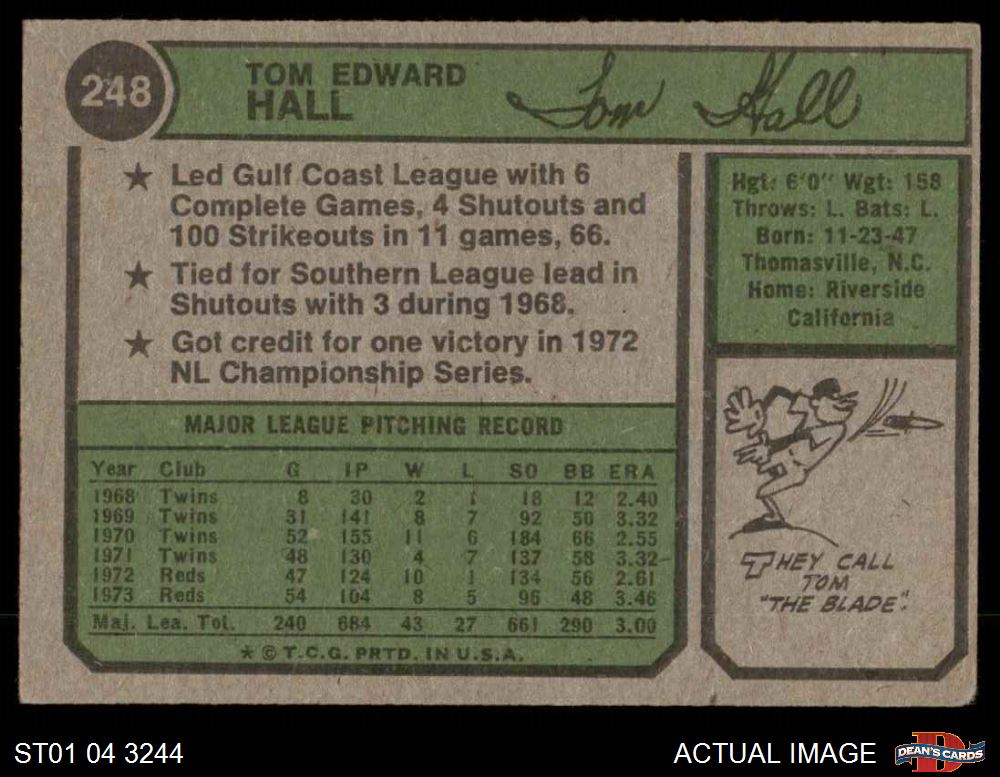 248
TOM EDWARD
HALL
Tom Hall
★ Led Gulf Coast League with 6
Complete Games, 4 Shutouts and
100 Strikeouts in 11 games, 66.
★ Tied for Southern League lead in
Shutouts with 3 during 1968.
★ Got credit for one victory in 1972
NL Championship Series.
Hgt: 6'0" Wgt: 158
Throws: L. Bats: L.
Born: 11-23-47
Thomasville, N.C.
Home: Riverside
California
MAJOR LEAGUE PITCHING RECORD
Year Club G IP W L SO BB ERA
1968 Twins 8 30 2 1 18 12 2.40
1969 Twins 31 141 8 7 92 50 3.32
1970 Twins 52 155 11 6 184 66 2.55
1971 Twins 48 130 4 7 137 58 3.32
1972 Reds 47 124 10 1 134 56 2.61
1973 Reds 54 104 8 5 96 48 3.46
Maj. Lea. Tot. 240 684 43 27 661 290 3.00
* © T.C.G. PRTD. IN U.S.A.
THEY CALL
TOM
"THE BLADE".
ST01 04 3244
ACTUAL IMAGE
DEAN'S CARDS